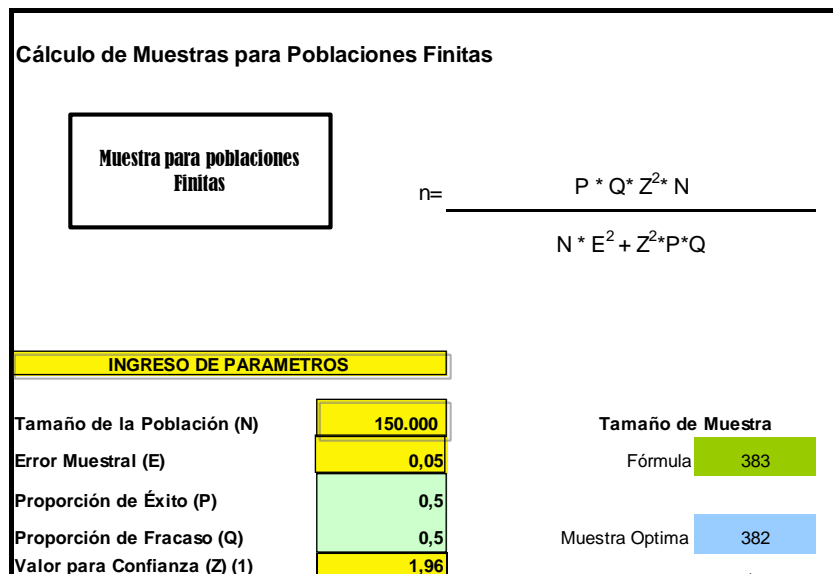 Cálculo de Muestras para Poblaciones Finitas
Muestra para poblaciones
Finitas
n=
P * Q* Z²* N
N * E² + Z²*P*Q
INGRESO DE PARAMETROS
Tamaño de la Población (N) 150.000 Tamaño de Muestra
Error Muestral (E) 0,05 Fórmula 383
Proporción de Éxito (P) 0,5
Proporción de Fracaso (Q) 0,5 Muestra Optima 382
Valor para Confianza (Z) (1) 1,96